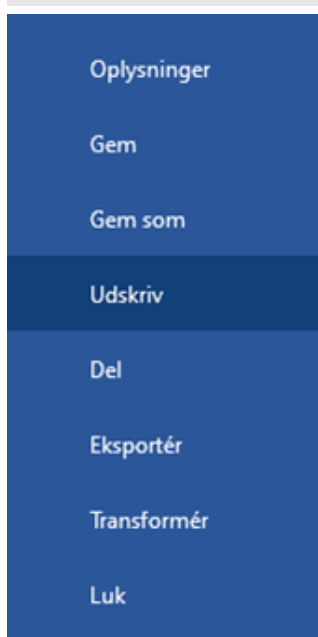 Oplysninger
Gem
Gem som
Udskriv
Del
Eksportér
Transformér
Luk